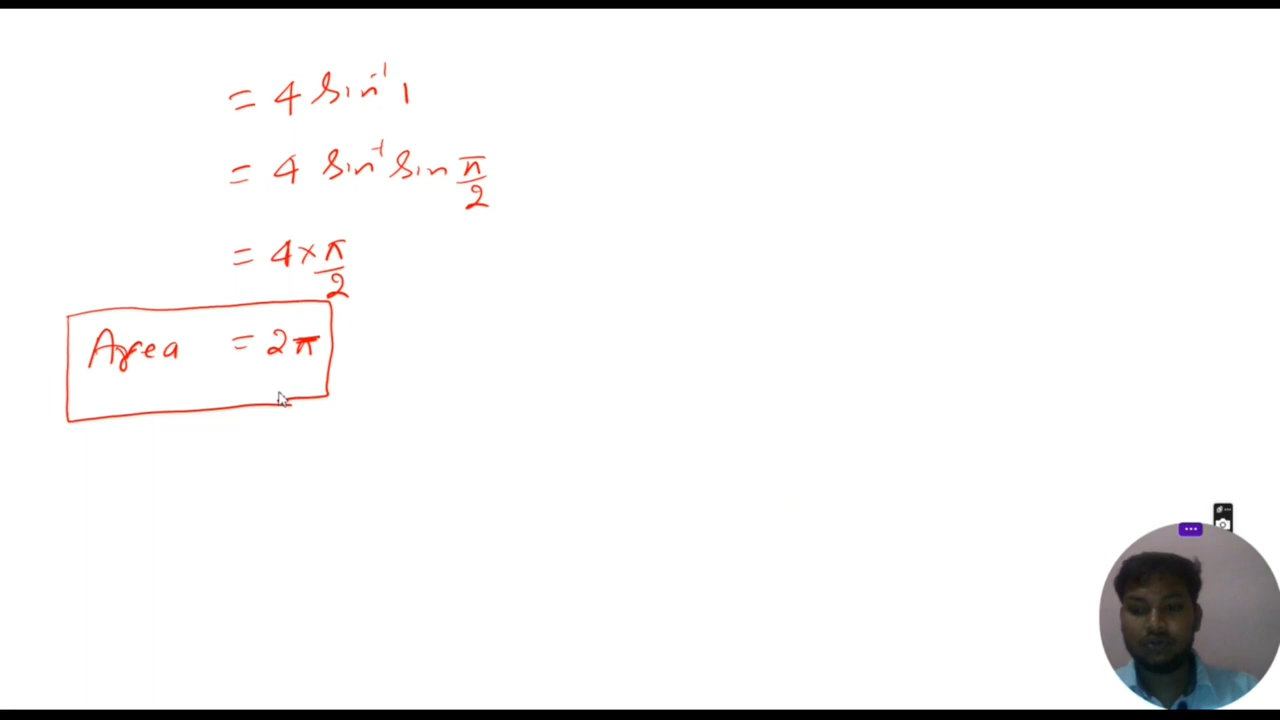 = 4 sin⁻¹ 1
= 4 sin⁻¹ sin π/2
= 4 × π/2
Area = 2π